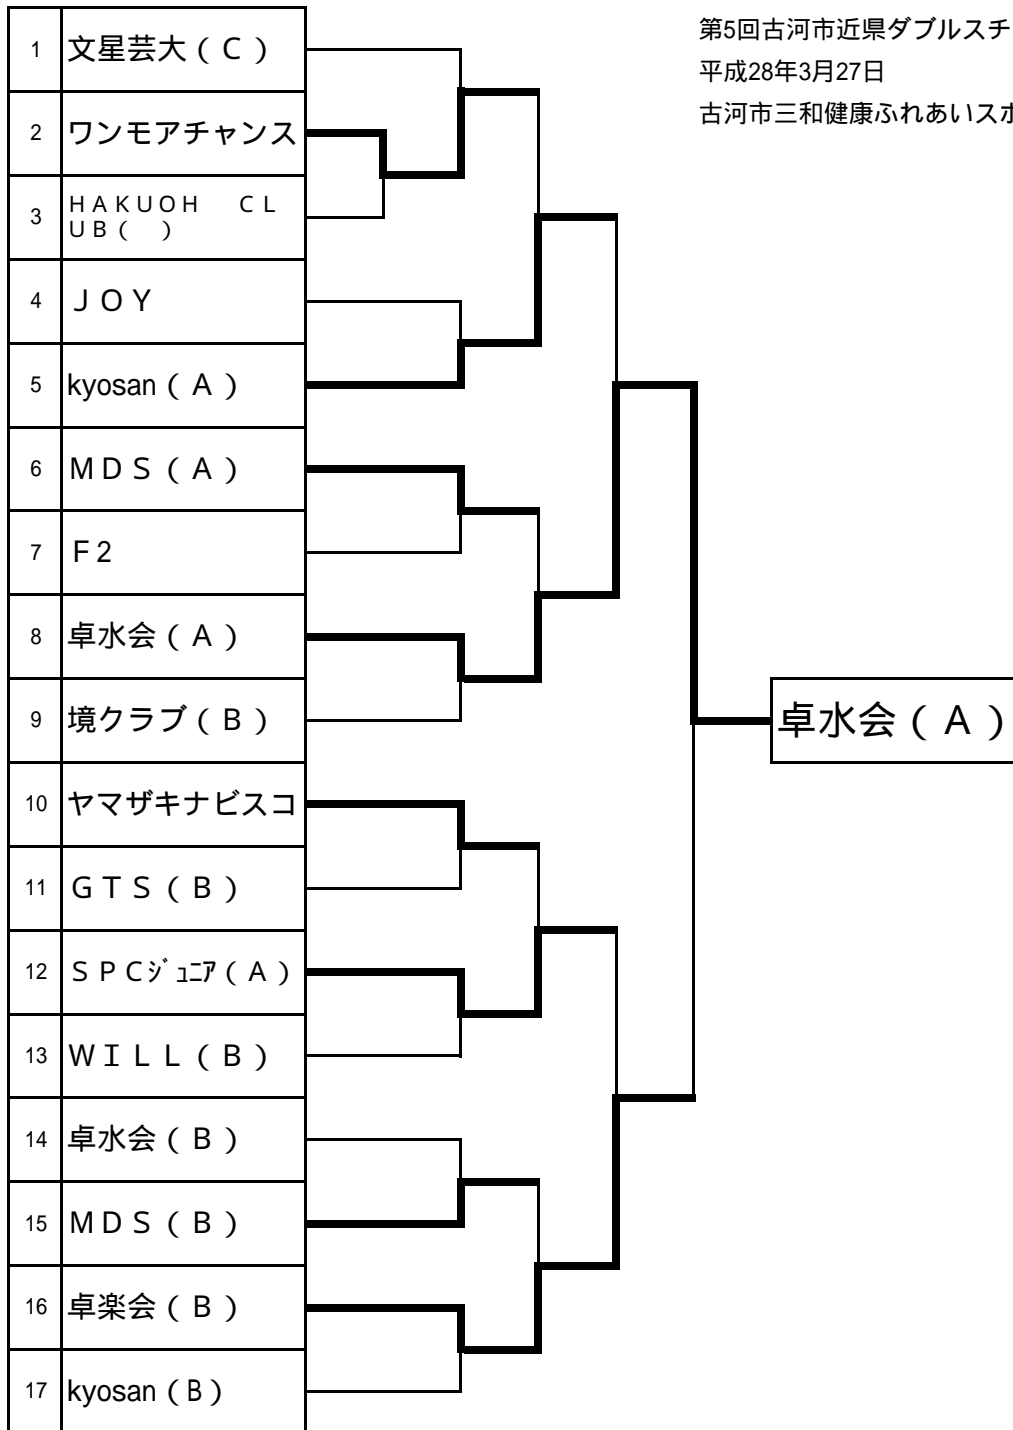 第5回古河市近県ダブルスチ
平成28年3月27日
古河市三和健康ふれあいスポ
1 文星芸大（Ｃ）
2 ワンモアチャンス
3 ＨＡＫＵＯＨ　ＣＬ
ＵＢ（　）
4 ＪＯＹ
5 kyosan（Ａ）
6 ＭＤＳ（Ａ）
7 Ｆ２
8 卓水会（Ａ）
9 境クラブ（Ｂ）
卓水会（Ａ）
10 ヤマザキナビスコ
11 ＧＴＳ（Ｂ）
12 ＳＰＣｼﾞｭﾆｱ（Ａ）
13 ＷＩＬＬ（Ｂ）
14 卓水会（Ｂ）
15 ＭＤＳ（Ｂ）
16 卓楽会（Ｂ）
17 kyosan（Ｂ）